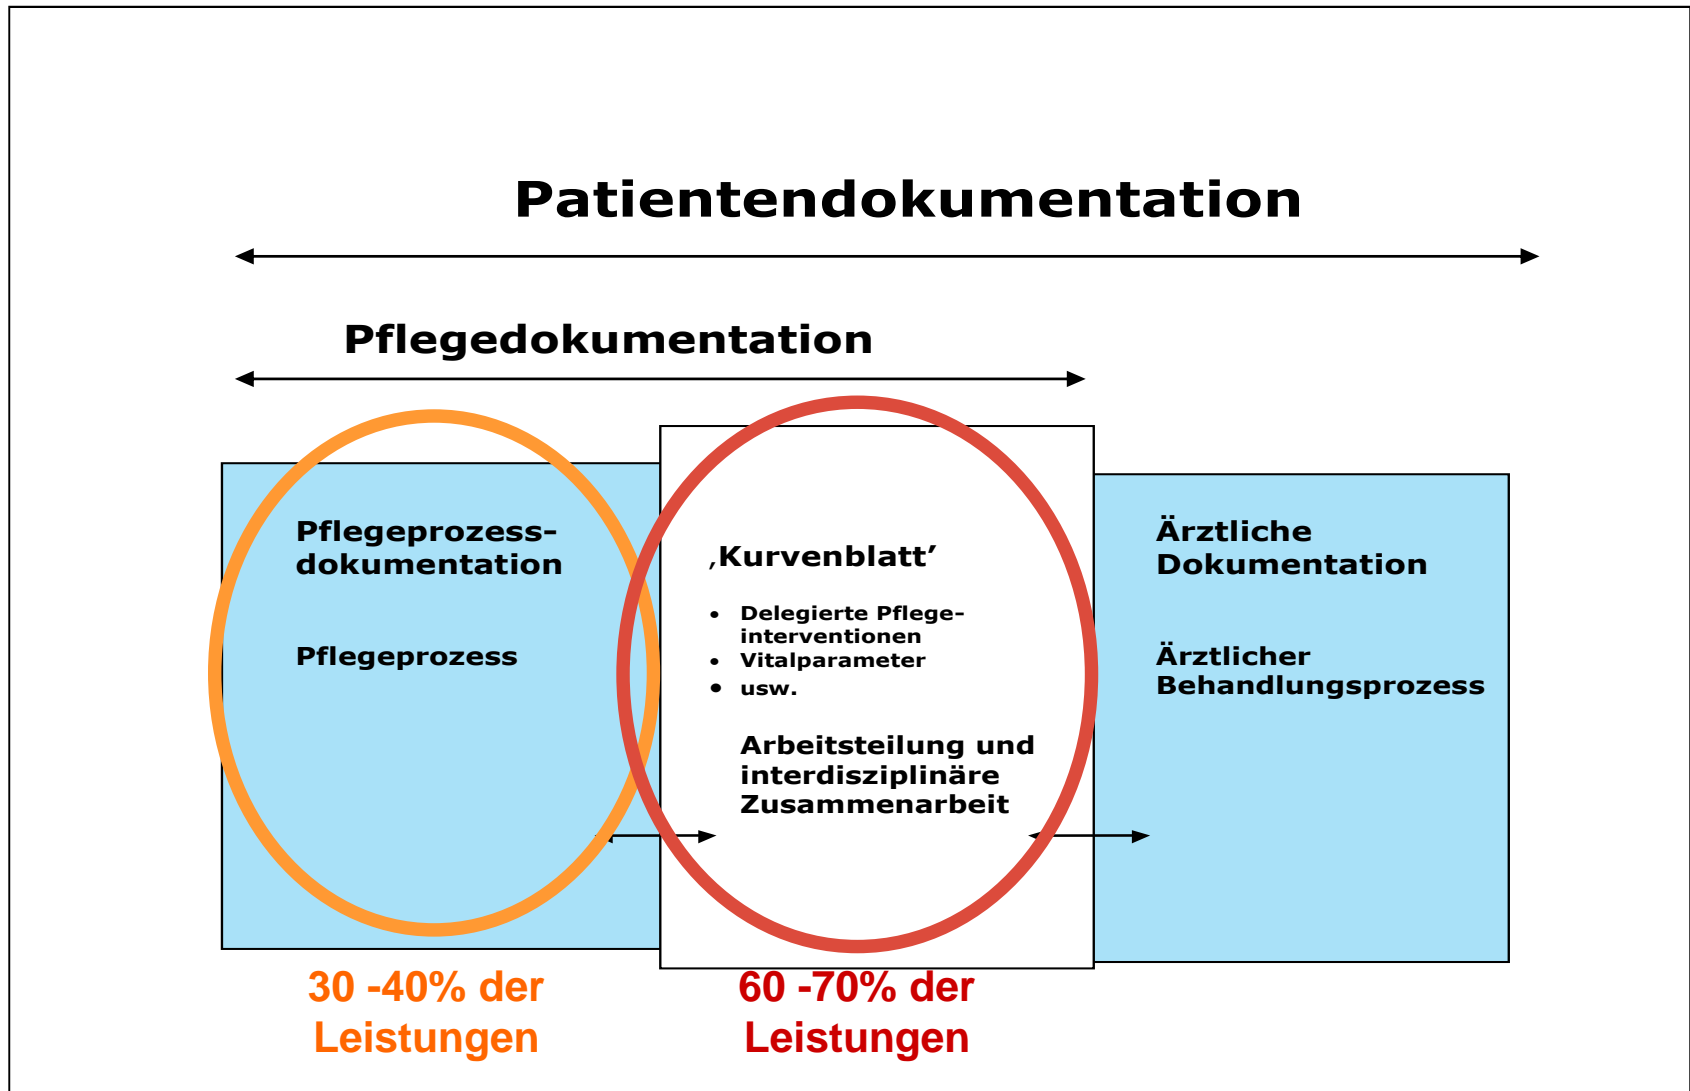 Patientendokumentation
Pflegedokumentation
Pflegeprozess-
dokumentation
Pflegeprozess
‚Kurvenblatt’
• Delegierte Pflege-
interventionen
• Vitalparameter
• usw.
Arbeitsteilung und
interdisziplinäre
Zusammenarbeit
Ärztliche
Dokumentation
Ärztlicher
Behandlungsprozess
30 -40% der
Leistungen
60 -70% der
Leistungen